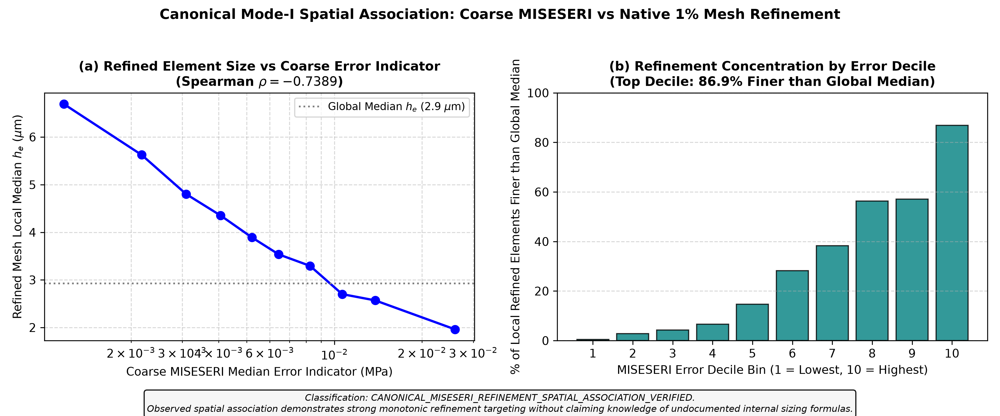 Canonical Mode-I Spatial Association: Coarse MISESERI vs Native 1% Mesh Refinement
(a) Refined Element Size vs Coarse Error Indicator
(Spearman ρ = −0.7389)
Refined Mesh Local Median hₑ (μm)
6
5
4
3
2
Global Median hₑ (2.9 μm)
2 × 10⁻³ 3 × 10⁻³ 4 × 10⁻³ 6 × 10⁻³ 10⁻² 2 × 10⁻² 3 × 10⁻²
Coarse MISESERI Median Error Indicator (MPa)
(b) Refinement Concentration by Error Decile
(Top Decile: 86.9% Finer than Global Median)
% of Local Refined Elements Finer than Global Median
100
80
60
40
20
0
1 2 3 4 5 6 7 8 9 10
MISESERI Error Decile Bin (1 = Lowest, 10 = Highest)
Classification: CANONICAL_MISESERI_REFINEMENT_SPATIAL_ASSOCIATION_VERIFIED.
Observed spatial association demonstrates strong monotonic refinement targeting without claiming knowledge of undocumented internal sizing formulas.